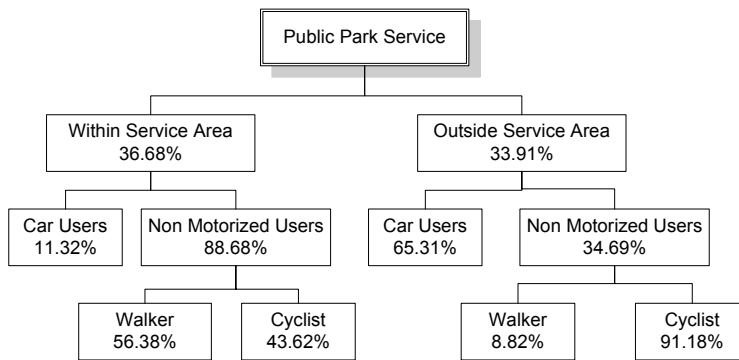 Public Park Service
Within Service Area
36.68%
Outside Service Area
33.91%
Car Users
11.32%
Non Motorized Users
88.68%
Car Users
65.31%
Non Motorized Users
34.69%
Walker
56.38%
Cyclist
43.62%
Walker
8.82%
Cyclist
91.18%